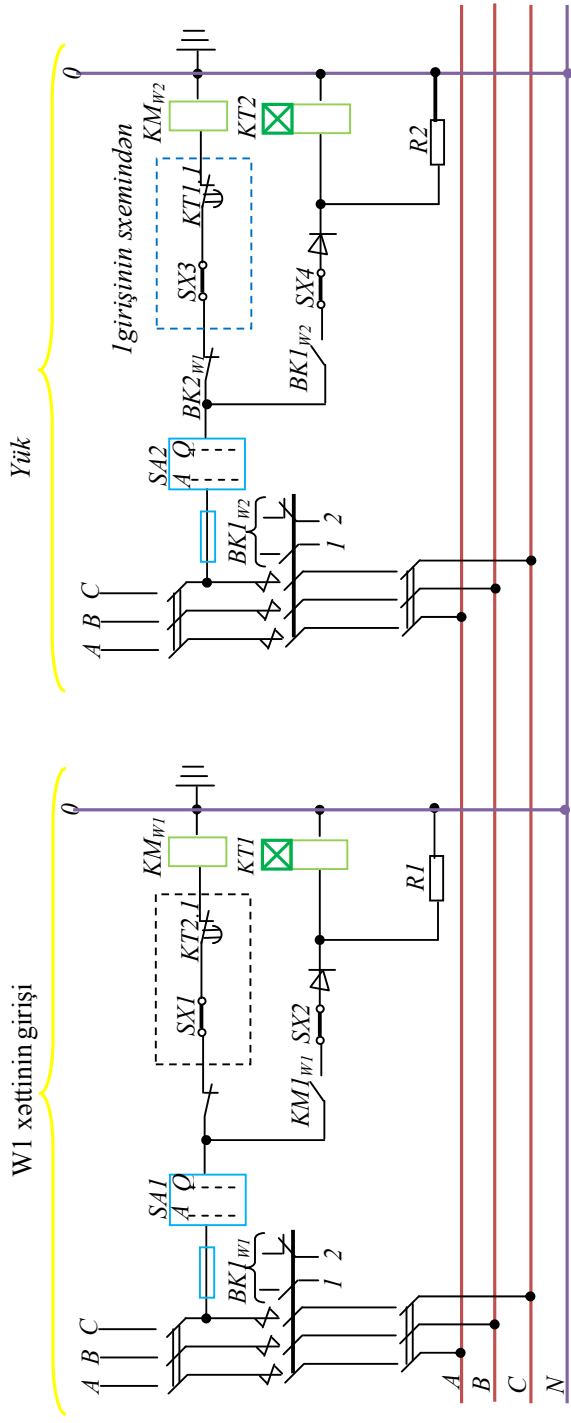 W1 xəttinin girişi
Yük
A B C
0
SA1
A Q
BK1W1
1 2
KM1W1
SX1
KT2.1
KMW1
SX2
KT1
R1
A B C
0
SA2
A Q
BK1W2
1 2
BK2W1
BK1W2
1girişinin sxemindən
SX3
KT1.1
KMW2
SX4
KT2
R2
A
B
C
N